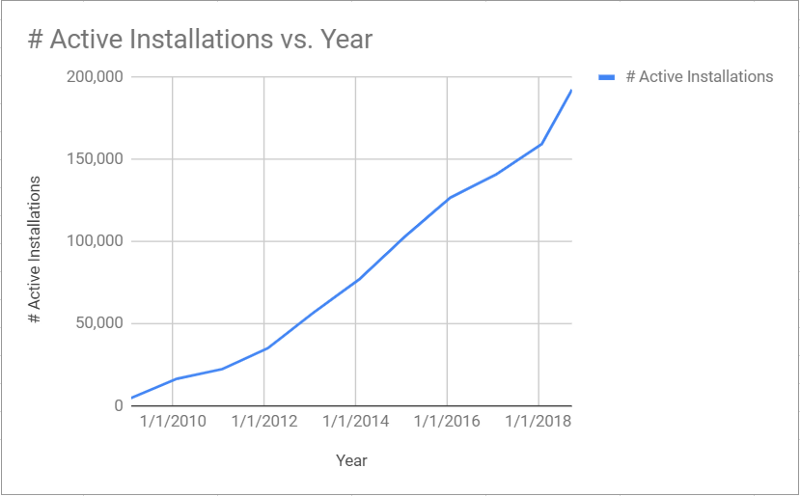 # Active Installations vs. Year
# Active Installations
200,000
150,000
100,000
50,000
0
# Active Installations
1/1/2010 1/1/2012 1/1/2014 1/1/2016 1/1/2018
Year